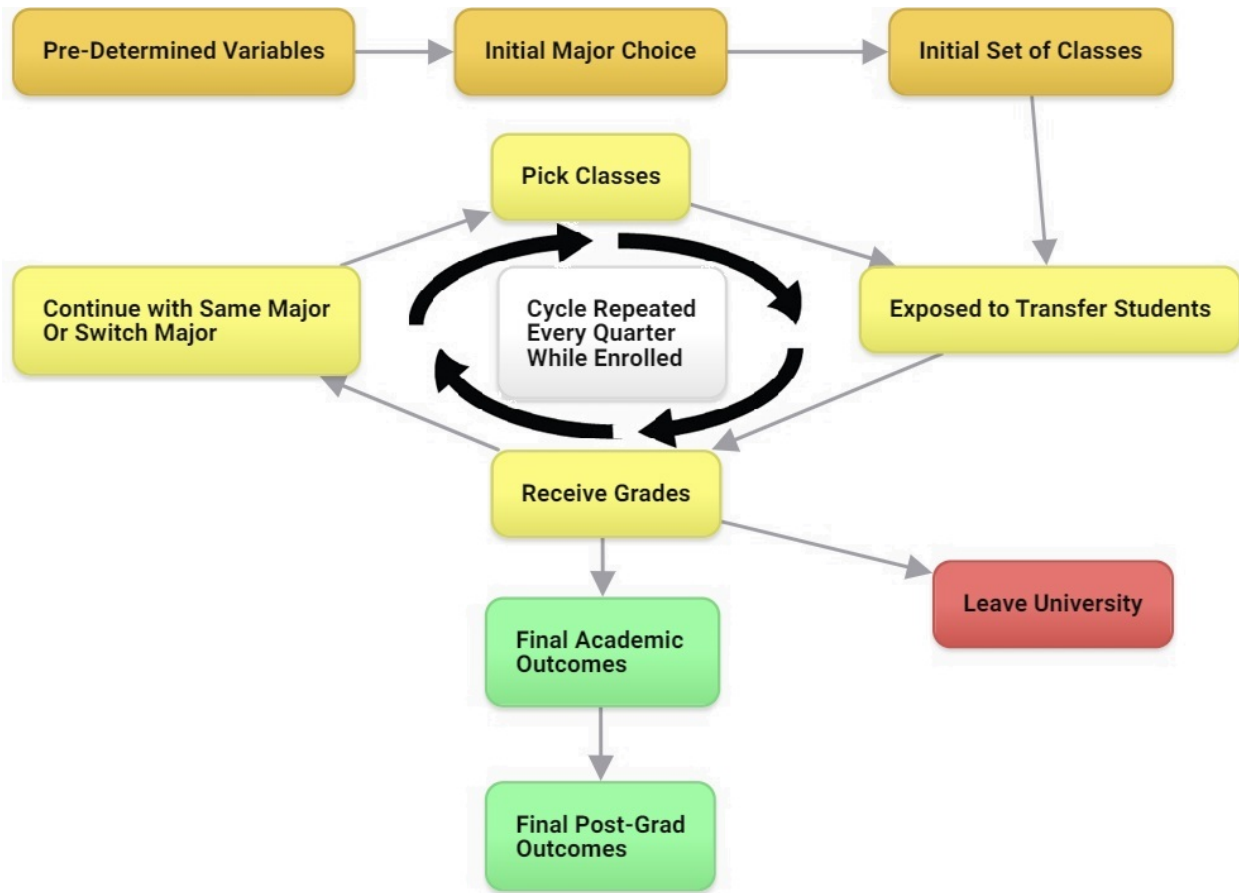 Pre-Determined Variables
Initial Major Choice
Initial Set of Classes
Pick Classes
Continue with Same Major
Or Switch Major
Cycle Repeated
Every Quarter
While Enrolled
Exposed to Transfer Students
Receive Grades
Leave University
Final Academic
Outcomes
Final Post-Grad
Outcomes